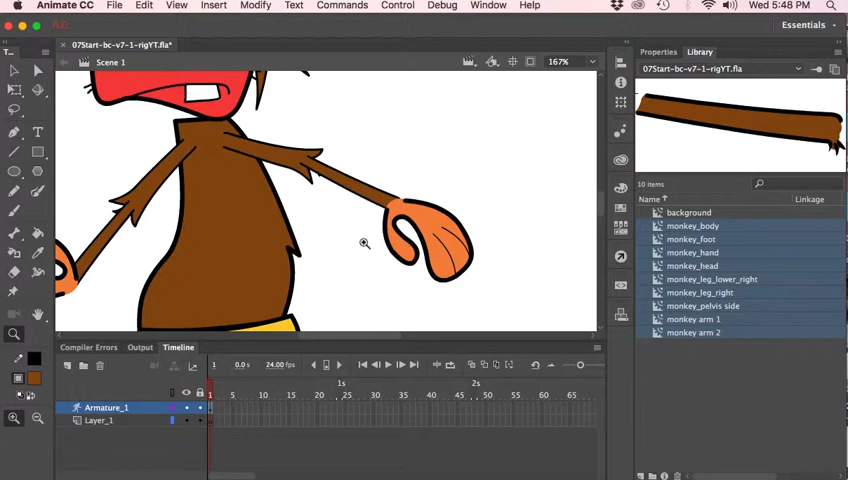 Animate CC File Edit View Insert Modify Text Commands Control Debug Window Help Wed 5:48 PM
An Essentials
07Start-bc-v7-1-rigYT.fla*
Scene 1 167%
Properties Library
07Start-bc-v7-1-rigYT.fla
10 items
Name Linkage
background
monkey_body
monkey_foot
monkey_hand
monkey_head
monkey_leg_lower_right
monkey_leg_right
monkey_pelvis side
monkey arm 1
monkey arm 2
Compiler Errors Output Timeline
1 0.0 s 24.00 fps
1s 2s
1 5 10 15 20 25 30 35 40 45 50 55 60 65
Armature_1
Layer_1